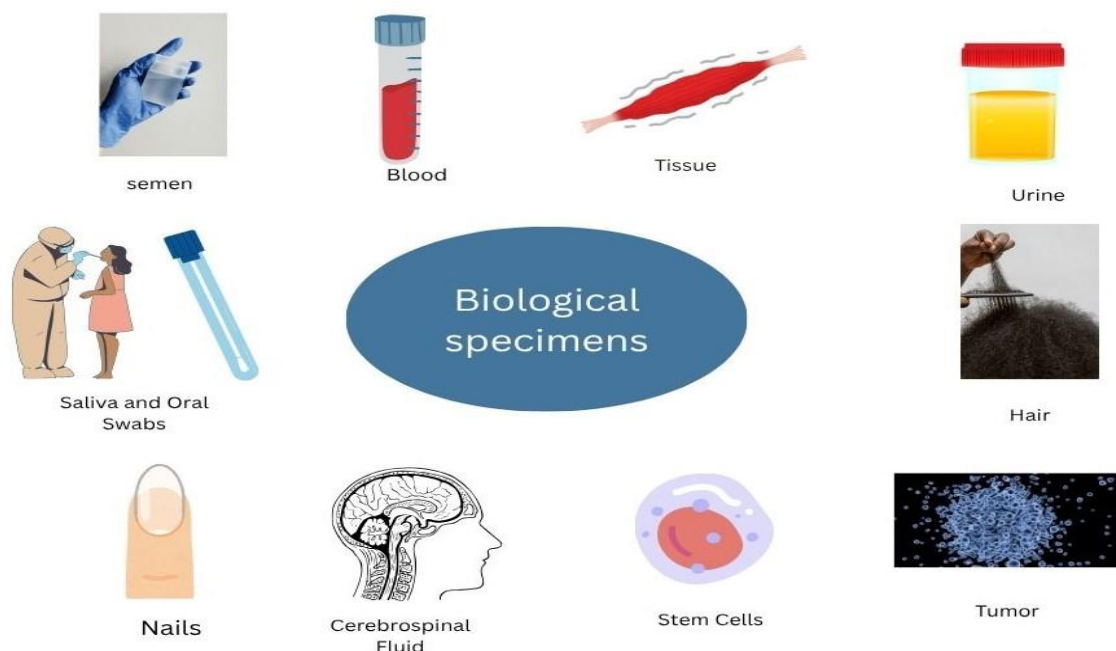 semen
Blood
Tissue
Urine
Biological
specimens
Saliva and Oral
Swabs
Hair
Nails
Cerebrospinal
Fluid
Stem Cells
Tumor